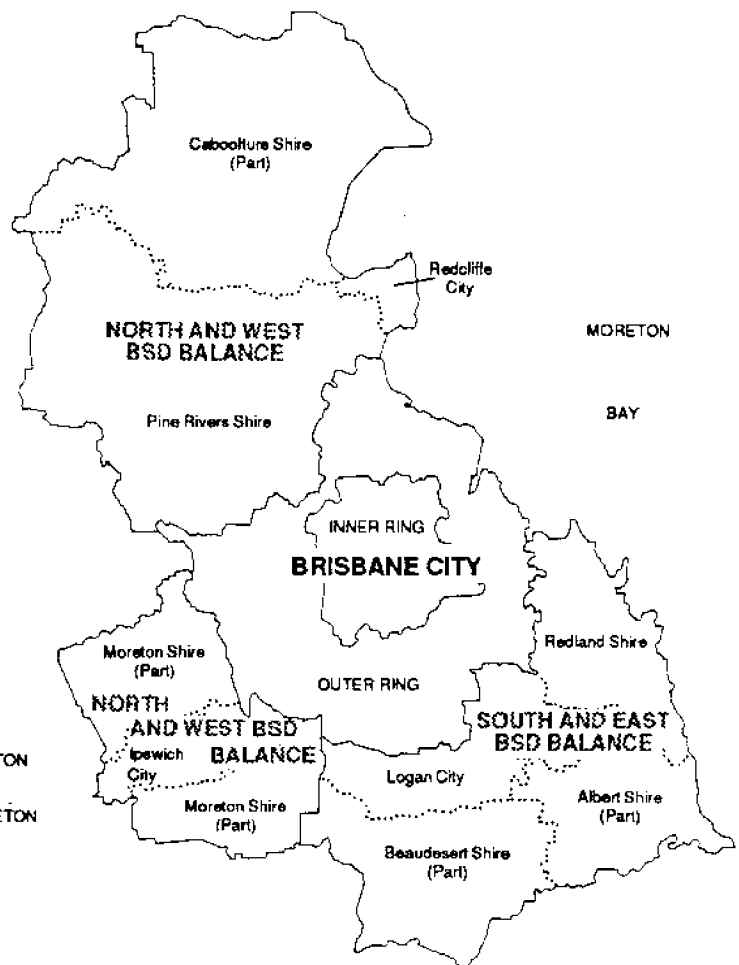 Caboolture Shire
(Part)
Redcliffe
City
NORTH AND WEST
BSD BALANCE
MORETON
Pine Rivers Shire
BAY
INNER RING
BRISBANE CITY
Redland Shire
Moreton Shire
(Part)
OUTER RING
NORTH
AND WEST BSD
BALANCE
SOUTH AND EAST
BSD BALANCE
Ipswich
City
TON
Logan City
Moreton Shire
(Part)
Albert Shire
(Part)
ETON
Beaudesert Shire
(Part)